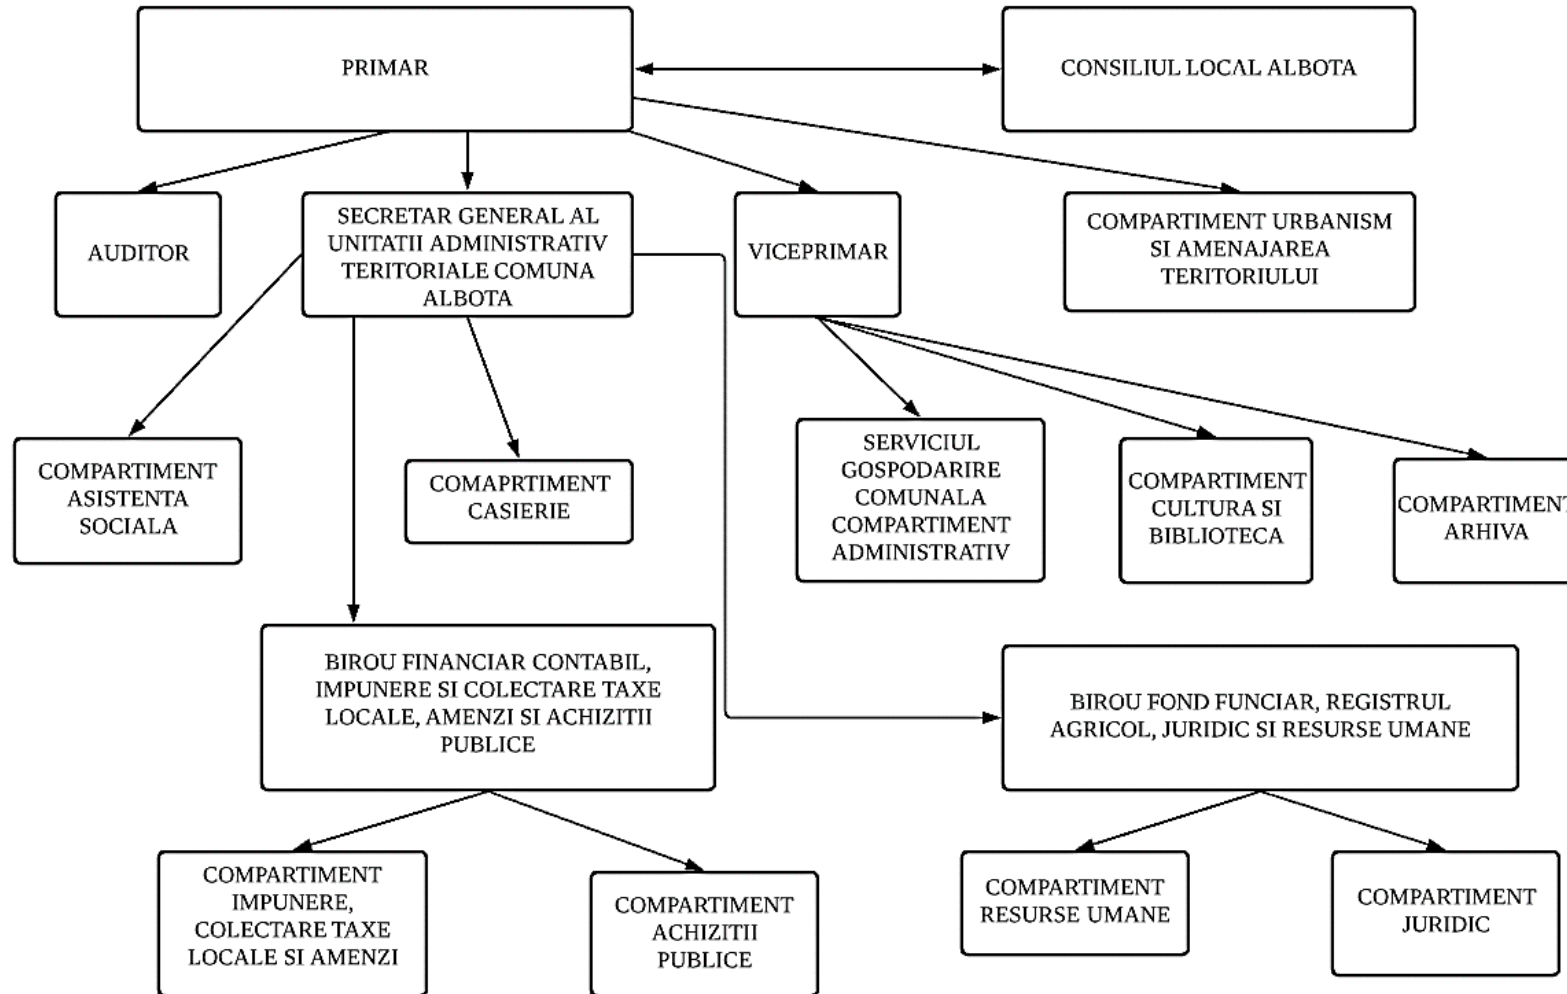 PRIMAR
CONSILIUL LOCAL ALBOTA
AUDITOR
SECRETAR GENERAL AL
UNITATII ADMINISTRATIV
TERITORIALE COMUNA
ALBOTA
VICEPRIMAR
COMPARTIMENT URBANISM
SI AMENAJAREA
TERITORIULUI
COMPARTIMENT
ASISTENTA
SOCIALA
COMAPRTIMENT
CASIERIE
SERVICIUL
GOSPODARIRE
COMUNALA
COMPARTIMENT
ADMINISTRATIV
COMPARTIMENT
CULTURA SI
BIBLIOTECA
COMPARTIMENT
ARHIVA
BIROU FINANCIAR CONTABIL,
IMPUNERE SI COLECTARE TAXE
LOCALE, AMENZI SI ACHIZITII
PUBLICE
BIROU FOND FUNCIAR, REGISTRUL
AGRICOL, JURIDIC SI RESURSE UMANE
COMPARTIMENT
IMPUNERE,
COLECTARE TAXE
LOCALE SI AMENZI
COMPARTIMENT
ACHIZITII
PUBLICE
COMPARTIMENT
RESURSE UMANE
COMPARTIMENT
JURIDIC